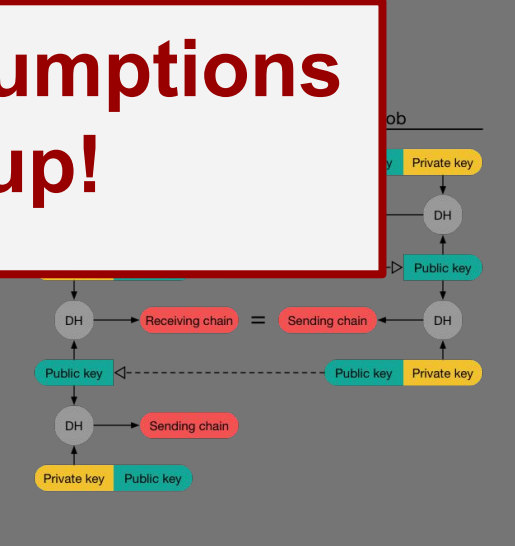 umptions
up!
ob
y Private key
DH
Public key
DH Receiving chain = Sending chain DH
Public key Public key Private key
DH Sending chain
Private key Public key